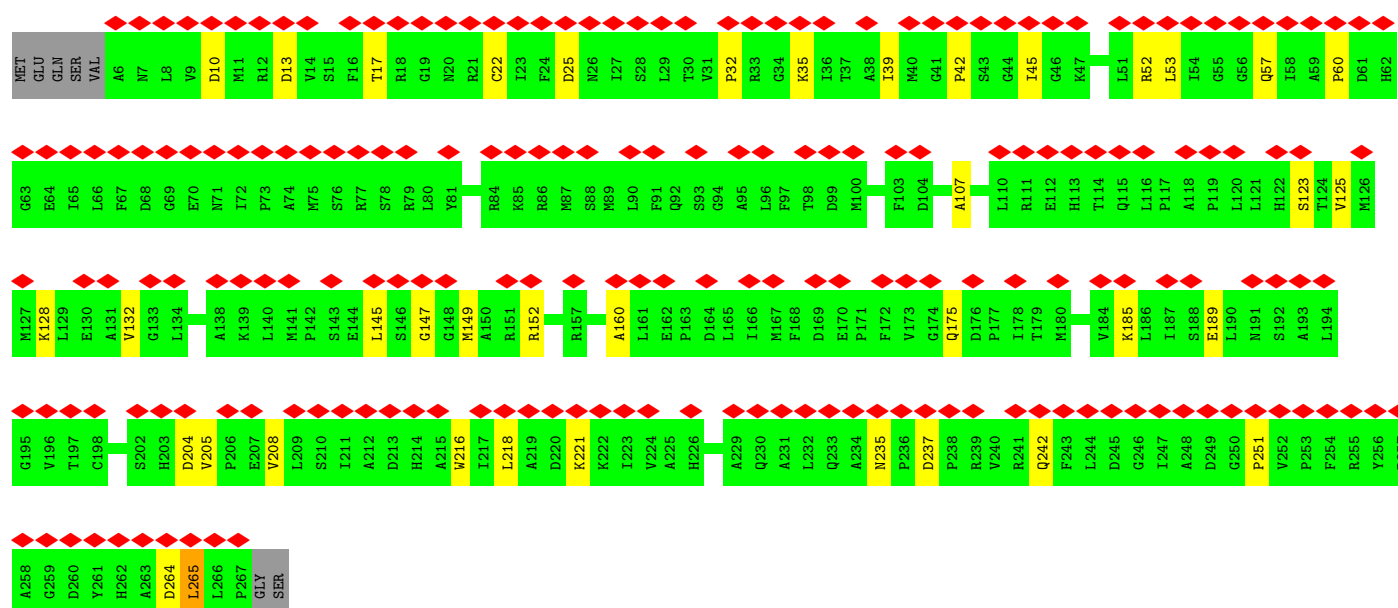 MET GLU GLN SER VAL A6 N7 L8 V9 D10 M11 R12 D13 V14 S15 F16 T17 R18 G19 N20 R21 C22 I23 F24 D25 N26 I27 S28 L29 T30 V31 P32 R33 G34 K35 I36 T37 A38 I39 M40 G41 P42 S43 G44 I45 G46 K47 L51 R52 L53 I54 G55 G56 Q57 I58 A59 P60 D61 H62
G63 E64 I65 L66 F67 D68 G69 E70 N71 I72 P73 A74 M75 S76 R77 S78 R79 L80 Y81 R84 K85 R86 M87 S88 M89 L90 F91 Q92 S93 G94 A95 L96 F97 T98 D99 M100 F103 D104 A107 L110 R111 E112 H113 T114 Q115 L116 P117 A118 P119 L120 L121 H122 S123 T124 V125 M126
M127 K128 L129 E130 A131 V132 G133 L134 A138 K139 L140 M141 P142 S143 E144 L145 S146 G147 G148 M149 A150 R151 R152 R157 A160 L161 E162 P163 D164 L165 I166 M167 F168 D169 E170 P171 F172 V173 G174 Q175 D176 P177 I178 T179 M180 V184 K185 L186 I187 S188 E189 L190 N191 S192 A193 L194
G195 V196 T197 C198 S202 H203 D204 V205 P206 E207 V208 L209 S210 I211 A212 D213 H214 A215 W216 I217 L218 A219 D220 K221 K222 I223 V224 A225 H226 A229 Q230 A231 L232 Q233 A234 N235 P236 D237 P238 R239 V240 R241 Q242 F243 L244 D245 G246 I247 A248 D249 G250 P251 V252 P253 F254 R255 Y256
A258 G259 D260 Y261 H262 A263 D264 L265 L266 P267 GLY SER